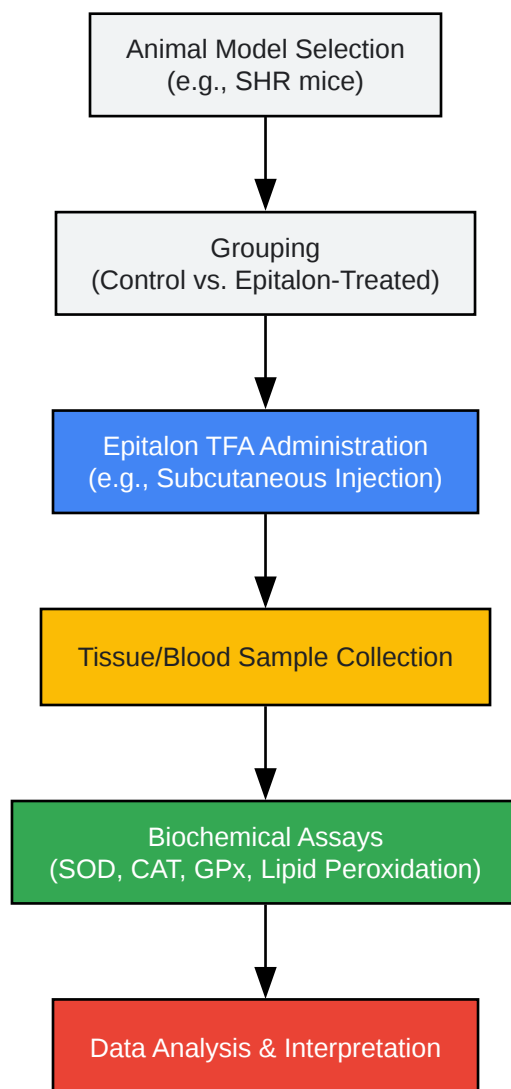 Animal Model Selection
(e.g., SHR mice)
Grouping
(Control vs. Epitalon-Treated)
Epitalon TFA Administration
(e.g., Subcutaneous Injection)
Tissue/Blood Sample Collection
Biochemical Assays
(SOD, CAT, GPx, Lipid Peroxidation)
Data Analysis & Interpretation